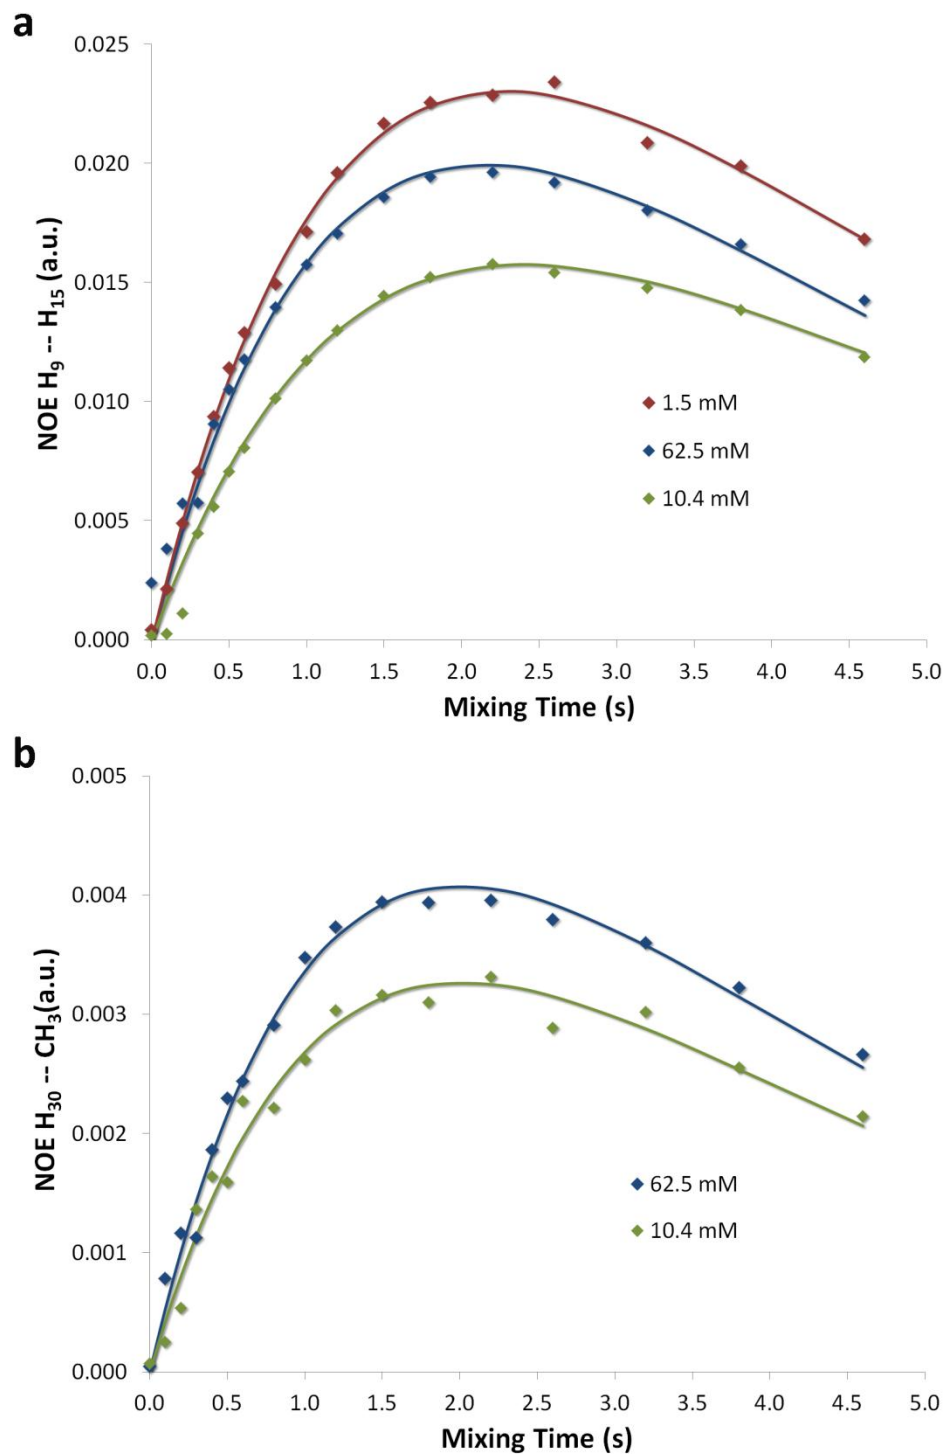 a
NOE H₉ -- H₁₅ (a.u.)
0.025
0.020
0.015
0.010
0.005
0.000
1.5 mM
62.5 mM
10.4 mM
0.0 0.5 1.0 1.5 2.0 2.5 3.0 3.5 4.0 4.5 5.0
Mixing Time (s)
b
NOE H₃₀ -- CH₃(a.u.)
0.005
0.004
0.003
0.002
0.001
0.000
62.5 mM
10.4 mM
0.0 0.5 1.0 1.5 2.0 2.5 3.0 3.5 4.0 4.5 5.0
Mixing Time (s)